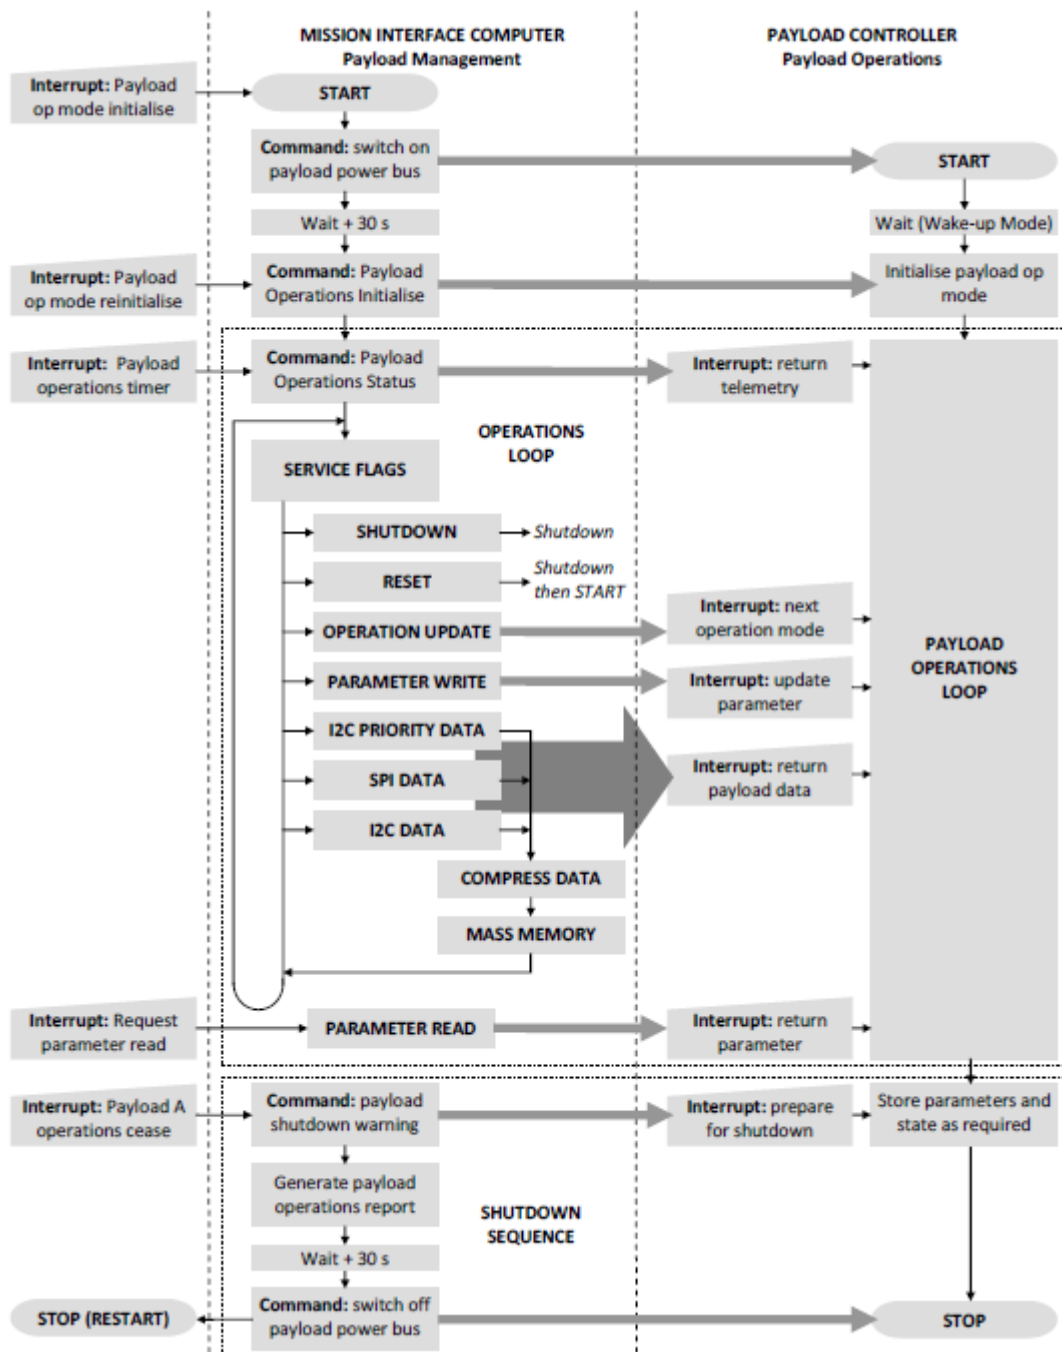 MISSION INTERFACE COMPUTER
Payload Management
PAYLOAD CONTROLLER
Payload Operations
Interrupt: Payload
op mode initialise
START
Command: switch on
payload power bus
START
Wait + 30 s
Wait (Wake-up Mode)
Interrupt: Payload
op mode reinitialise
Command: Payload
Operations Initialise
Initialise payload op
mode
Interrupt: Payload
operations timer
Command: Payload
Operations Status
Interrupt: return
telemetry
OPERATIONS
LOOP
SERVICE FLAGS
SHUTDOWN
Shutdown
RESET
Shutdown
then START
OPERATION UPDATE
Interrupt: next
operation mode
PARAMETER WRITE
Interrupt: update
parameter
PAYLOAD
OPERATIONS
LOOP
I2C PRIORITY DATA
SPI DATA
Interrupt: return
payload data
I2C DATA
COMPRESS DATA
MASS MEMORY
Interrupt: Request
parameter read
PARAMETER READ
Interrupt: return
parameter
Interrupt: Payload A
operations cease
Command: payload
shutdown warning
Interrupt: prepare
for shutdown
Store parameters and
state as required
Generate payload
operations report
SHUTDOWN
SEQUENCE
Wait + 30 s
STOP (RESTART)
Command: switch off
payload power bus
STOP